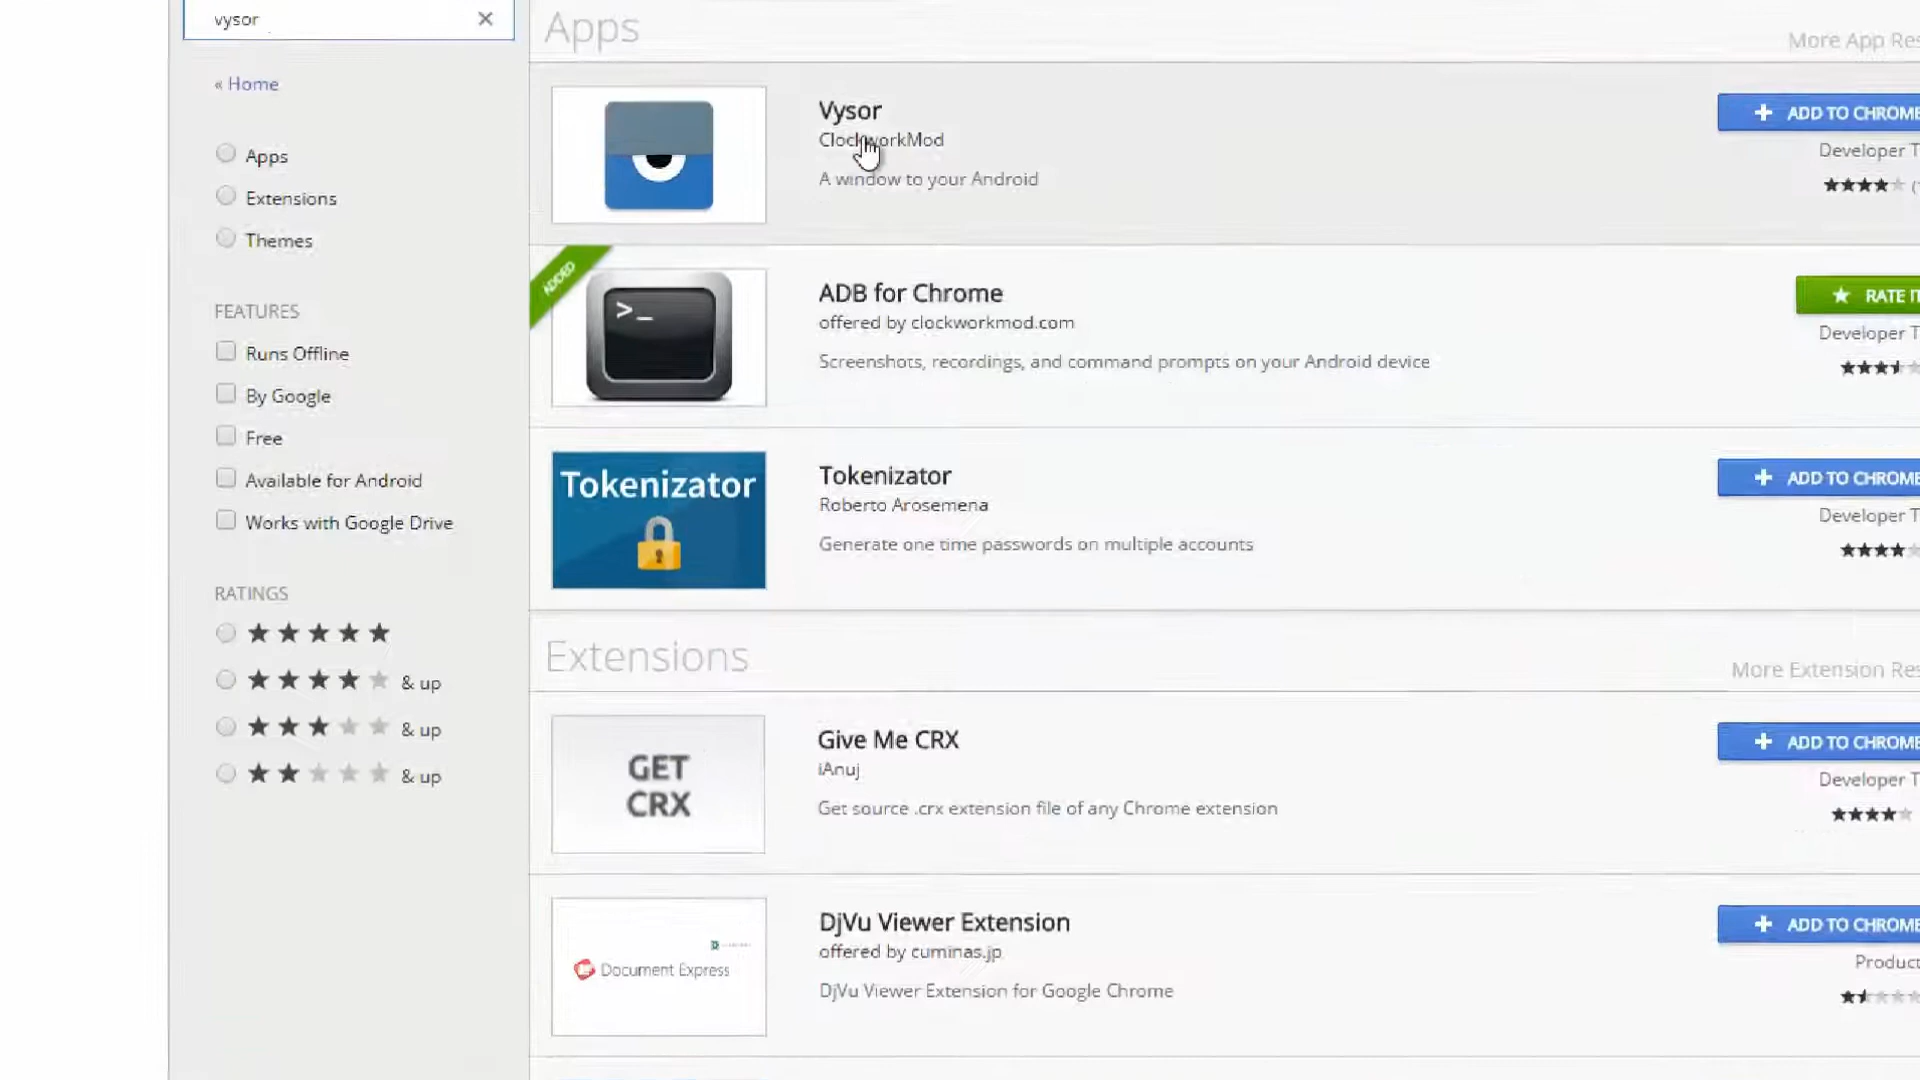 vysor
« Home
Apps
Extensions
Themes
FEATURES
Runs Offline
By Google
Free
Available for Android
Works with Google Drive
RATINGS
& up
& up
& up
Apps
More App Res
Vysor
ClockworkMod
A window to your Android
ADD TO CHROME
Developer T
ADDED
>_
ADB for Chrome
offered by clockworkmod.com
Screenshots, recordings, and command prompts on your Android device
RATE I
Developer T
Tokenizator
Tokenizator
Roberto Arosemena
Generate one time passwords on multiple accounts
ADD TO CHROME
Developer T
Extensions
More Extension Res
GET
CRX
Give Me CRX
iAnuj
Get source .crx extension file of any Chrome extension
ADD TO CHROME
Developer T
Document Express
DjVu Viewer Extension
offered by cuminas.jp
DjVu Viewer Extension for Google Chrome
ADD TO CHROME
Product